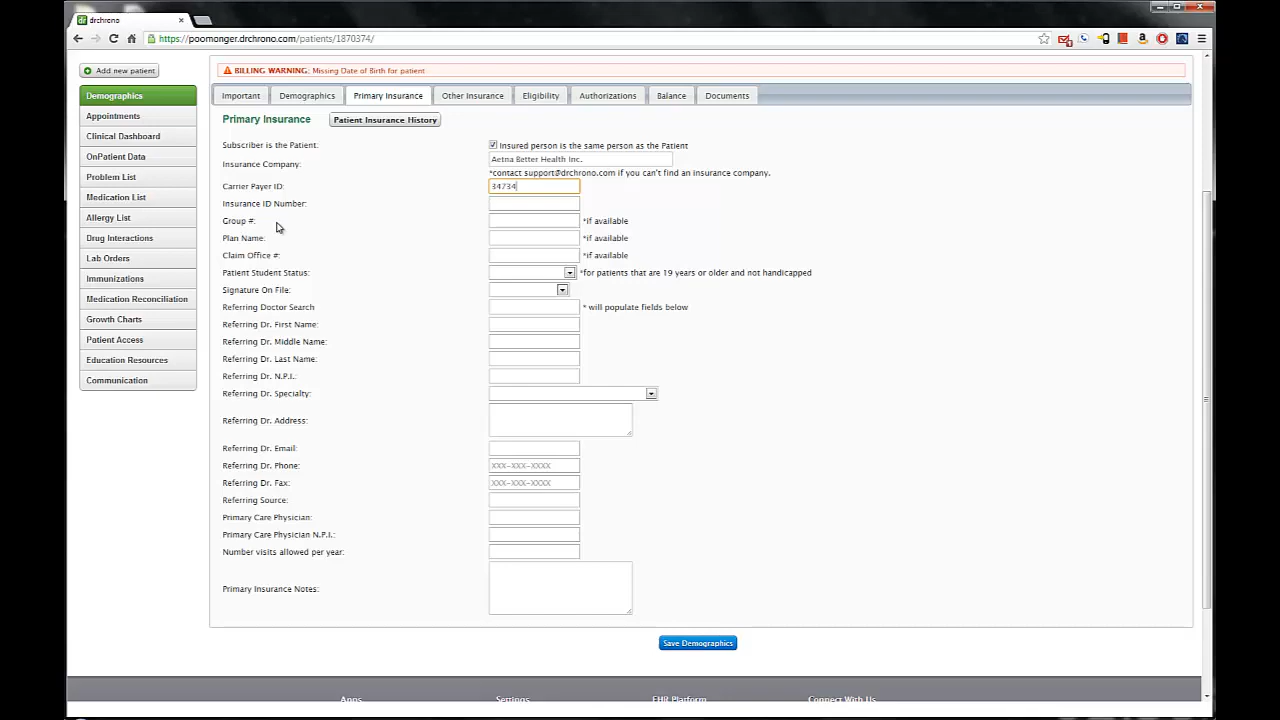 drchrono
https://poomonger.drchrono.com/patients/1870374/
Add new patient
BILLING WARNING: Missing Date of Birth for patient
Demographics
Appointments
Clinical Dashboard
OnPatient Data
Problem List
Medication List
Allergy List
Drug Interactions
Lab Orders
Immunizations
Medication Reconciliation
Growth Charts
Patient Access
Education Resources
Communication
Important Demographics Primary Insurance Other Insurance Eligibility Authorizations Balance Documents
Primary Insurance Patient Insurance History
Subscriber is the Patient: Insured person is the same person as the Patient
Insurance Company: Aetna Better Health Inc.
*contact support@drchrono.com if you can't find an insurance company.
Carrier Payer ID: 34734
Insurance ID Number:
Group #: *if available
Plan Name: *if available
Claim Office #: *if available
Patient Student Status: *for patients that are 19 years or older and not handicapped
Signature On File:
Referring Doctor Search * will populate fields below
Referring Dr. First Name:
Referring Dr. Middle Name:
Referring Dr. Last Name:
Referring Dr. N.P.I.:
Referring Dr. Specialty:
Referring Dr. Address:
Referring Dr. Email:
Referring Dr. Phone: XXX-XXX-XXXX
Referring Dr. Fax: XXX-XXX-XXXX
Referring Source:
Primary Care Physician:
Primary Care Physician N.P.I.:
Number visits allowed per year:
Primary Insurance Notes:
Save Demographics
Apps Settings EHR Platform Connect With Us